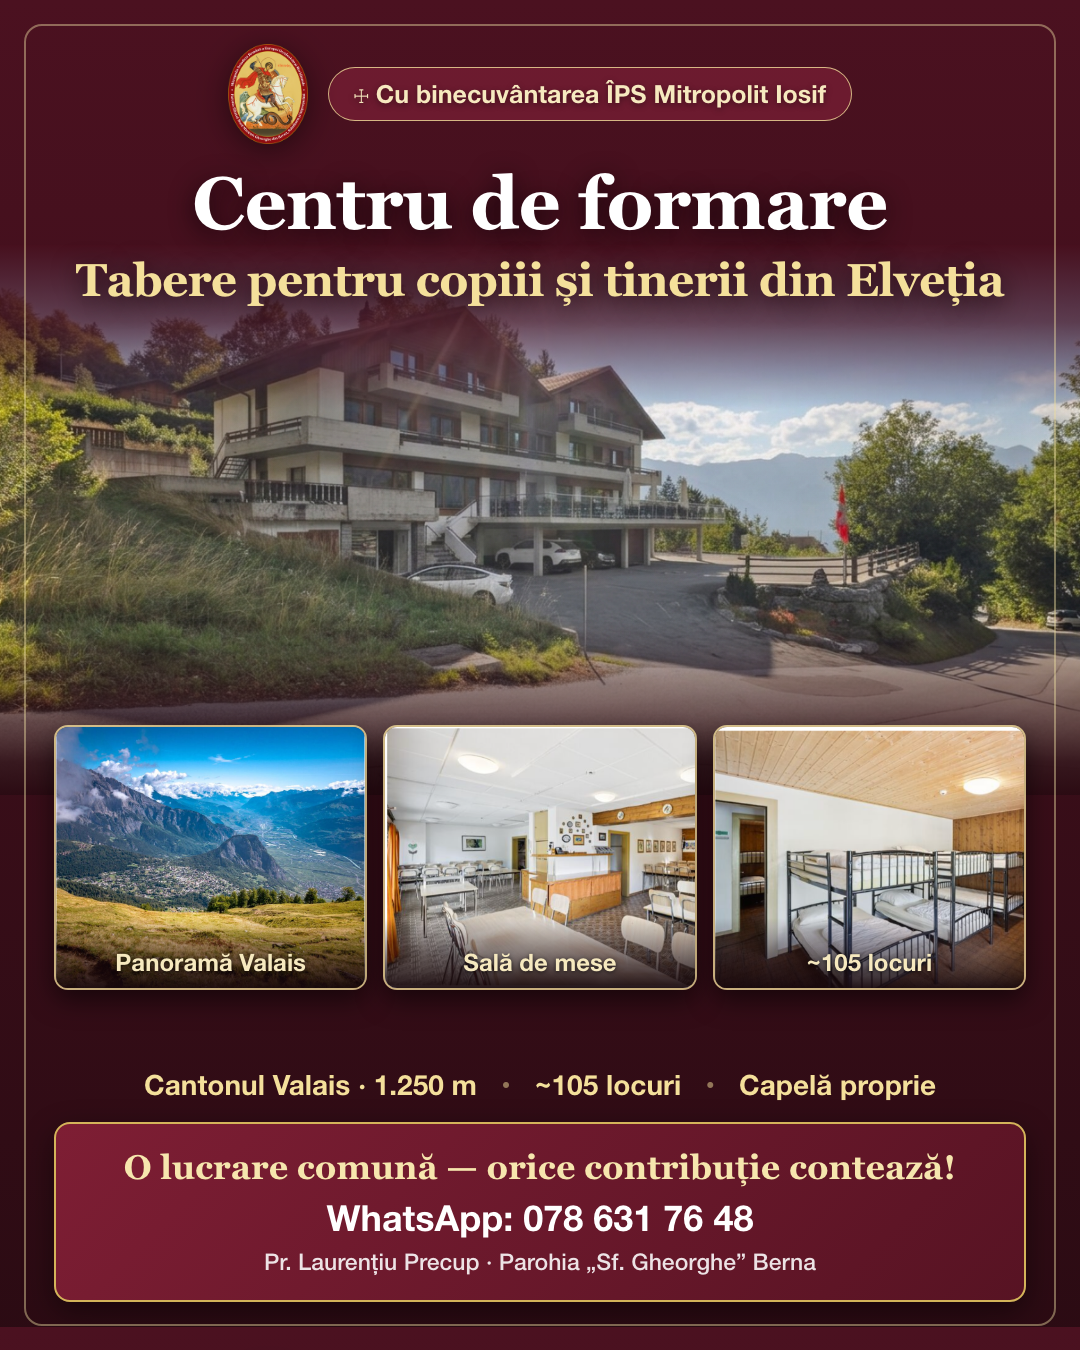 ☩ Cu binecuvântarea ÎPS Mitropolit Iosif
Centru de formare
Tabere pentru copiii și tinerii din Elveția
Panoramă Valais
Sală de mese
~105 locuri
Cantonul Valais · 1.250 m • ~105 locuri • Capelă proprie
O lucrare comună — orice contribuție contează!
WhatsApp: 078 631 76 48
Pr. Laurențiu Precup · Parohia „Sf. Gheorghe” Berna